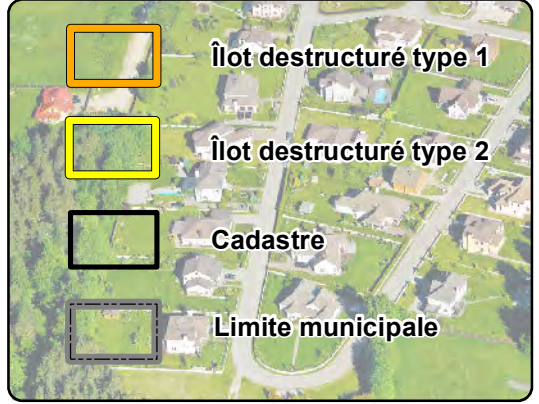 Îlot destructuré type 1
Îlot destructuré type 2
Cadastre
Limite municipale